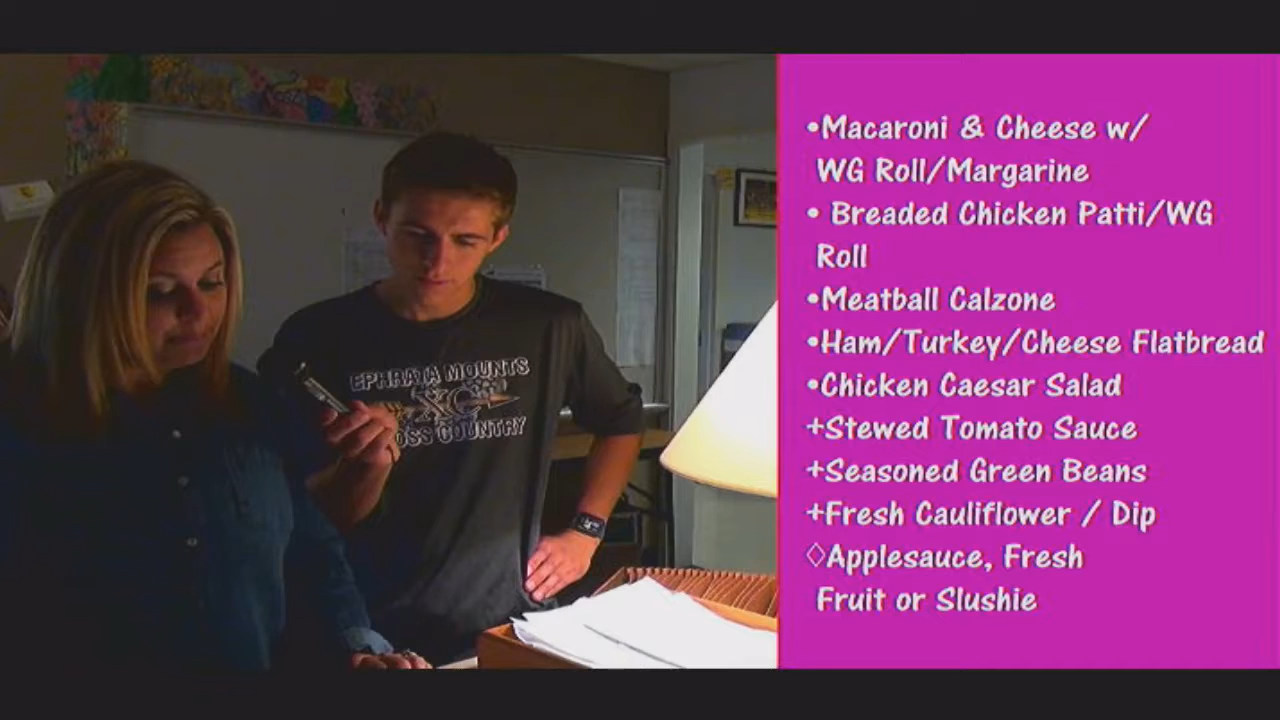 EPHRATA MOUNTS
XC
CROSS COUNTRY
•Macaroni & Cheese w/
WG Roll/Margarine
• Breaded Chicken Patti/WG
Roll
•Meatball Calzone
•Ham/Turkey/Cheese Flatbread
•Chicken Caesar Salad
+Stewed Tomato Sauce
+Seasoned Green Beans
+Fresh Cauliflower / Dip
◊Applesauce, Fresh
Fruit or Slushie